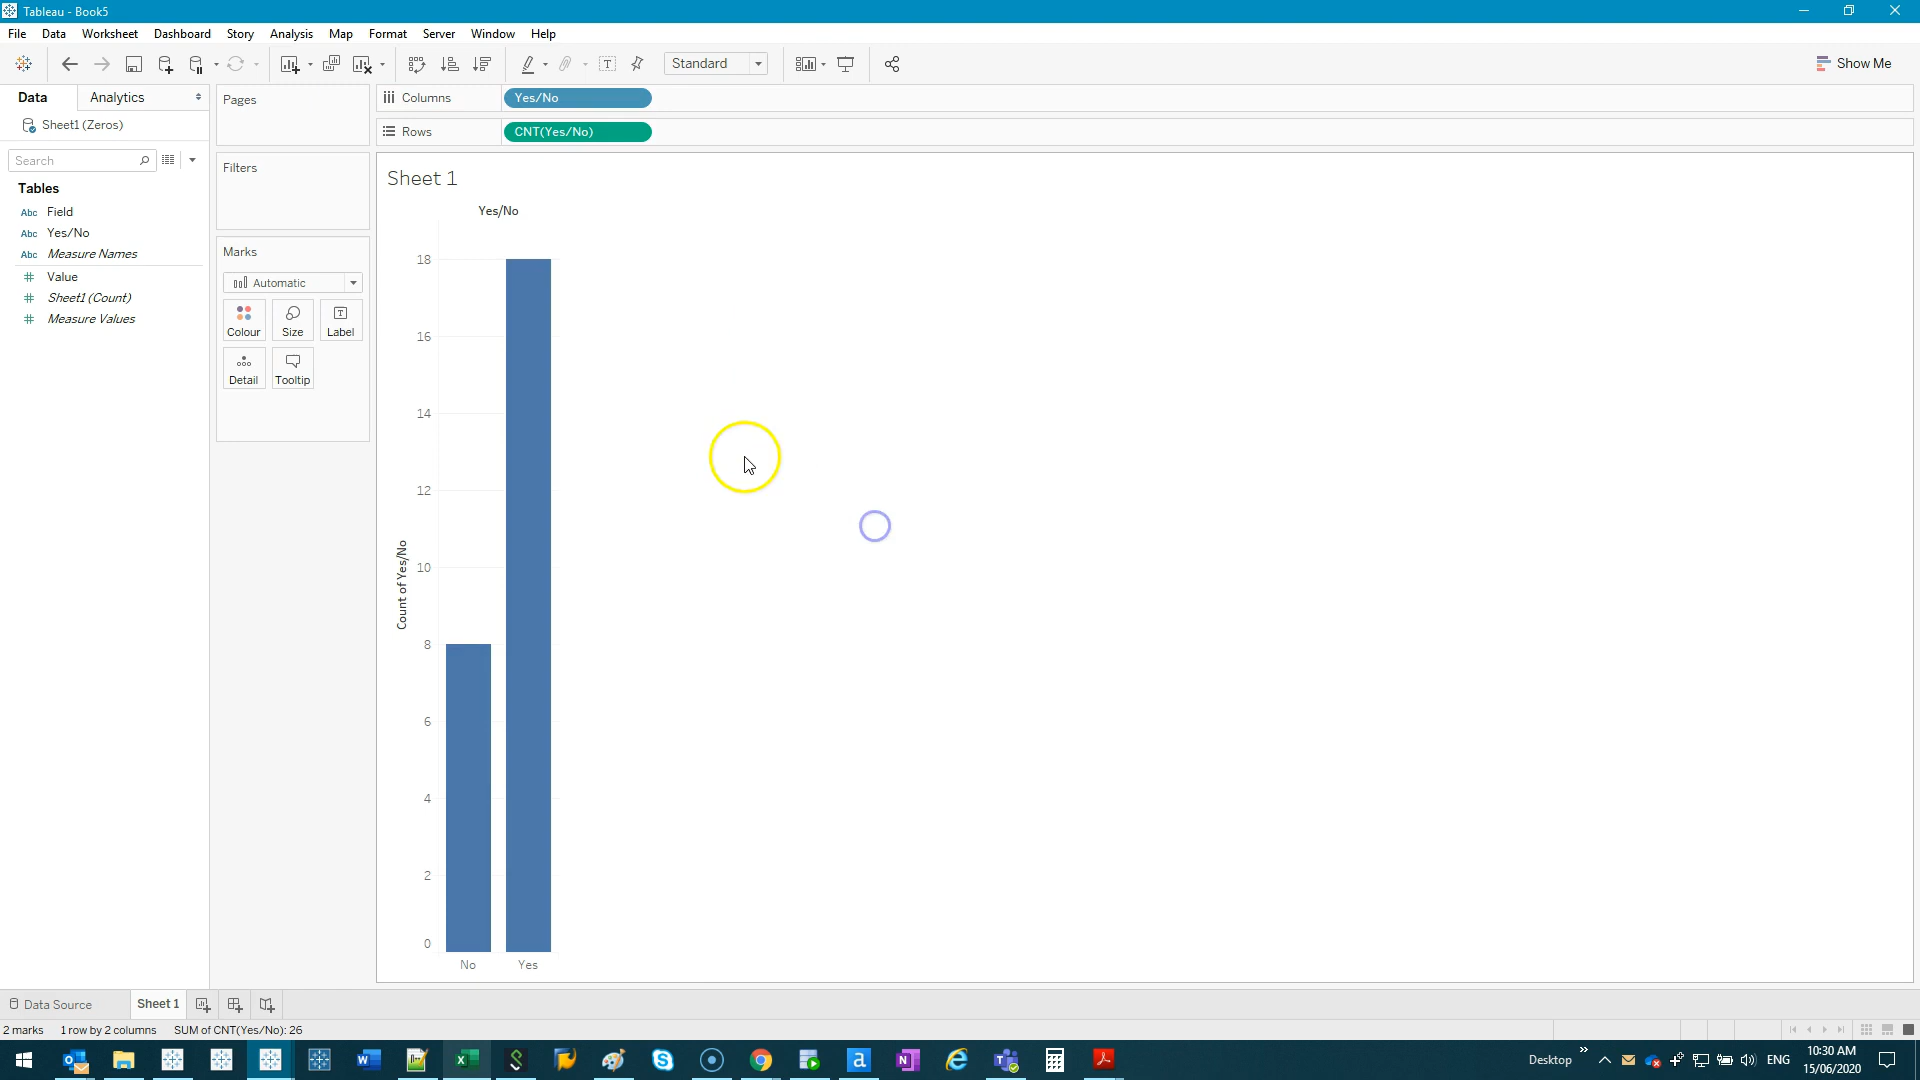 Tableau - Book5
File Data Worksheet Dashboard Story Analysis Map Format Server Window Help
Standard
Show Me
Data Analytics
Sheet1 (Zeros)
Search
Tables
Abc Field
Abc Yes/No
Abc Measure Names
# Value
# Sheet1 (Count)
# Measure Values
Pages
Filters
Marks
Automatic
Colour Size Label
Detail Tooltip
Columns Yes/No
Rows CNT(Yes/No)
Sheet 1
Yes/No
18
16
14
12
10
8
6
4
2
0
Count of Yes/No
No Yes
Data Source Sheet 1
2 marks 1 row by 2 columns SUM of CNT(Yes/No): 26
Desktop ENG 10:30 AM
15/06/2020